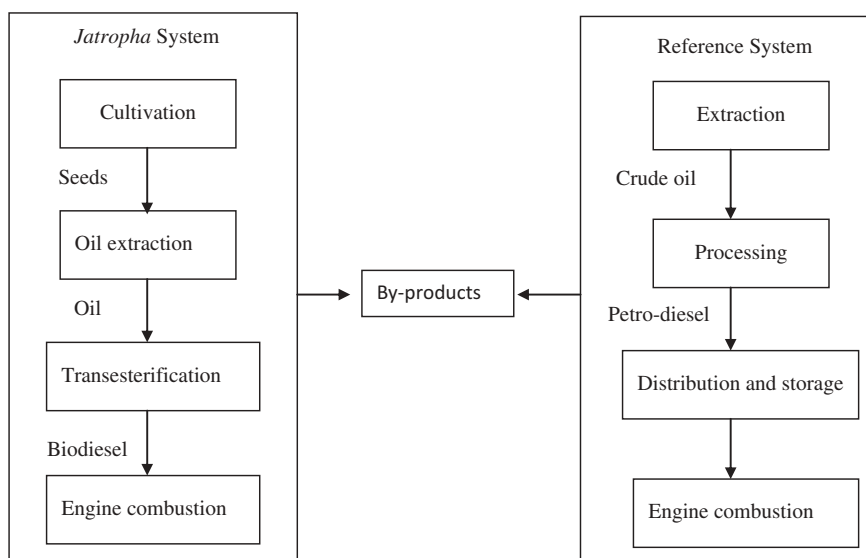 Jatropha System
Cultivation
Seeds
Oil extraction
Oil
Transesterification
Biodiesel
Engine combustion
By-products
Reference System
Extraction
Crude oil
Processing
Petro-diesel
Distribution and storage
Engine combustion